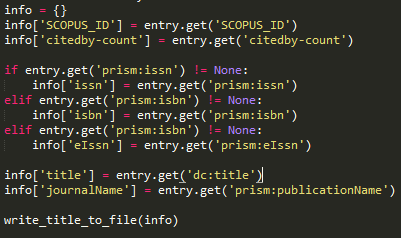 info = {}
info['SCOPUS_ID'] = entry.get('SCOPUS_ID')
info['citedby-count'] = entry.get('citedby-count')
if entry.get('prism:issn') != None:
info['issn'] = entry.get('prism:issn')
elif entry.get('prism:isbn') != None:
info['isbn'] = entry.get('prism:isbn')
elif entry.get('prism:isbn') != None:
info['eIssn'] = entry.get('prism:eIssn')
info['title'] = entry.get('dc:title')
info['journalName'] = entry.get('prism:publicationName')
write_title_to_file(info)